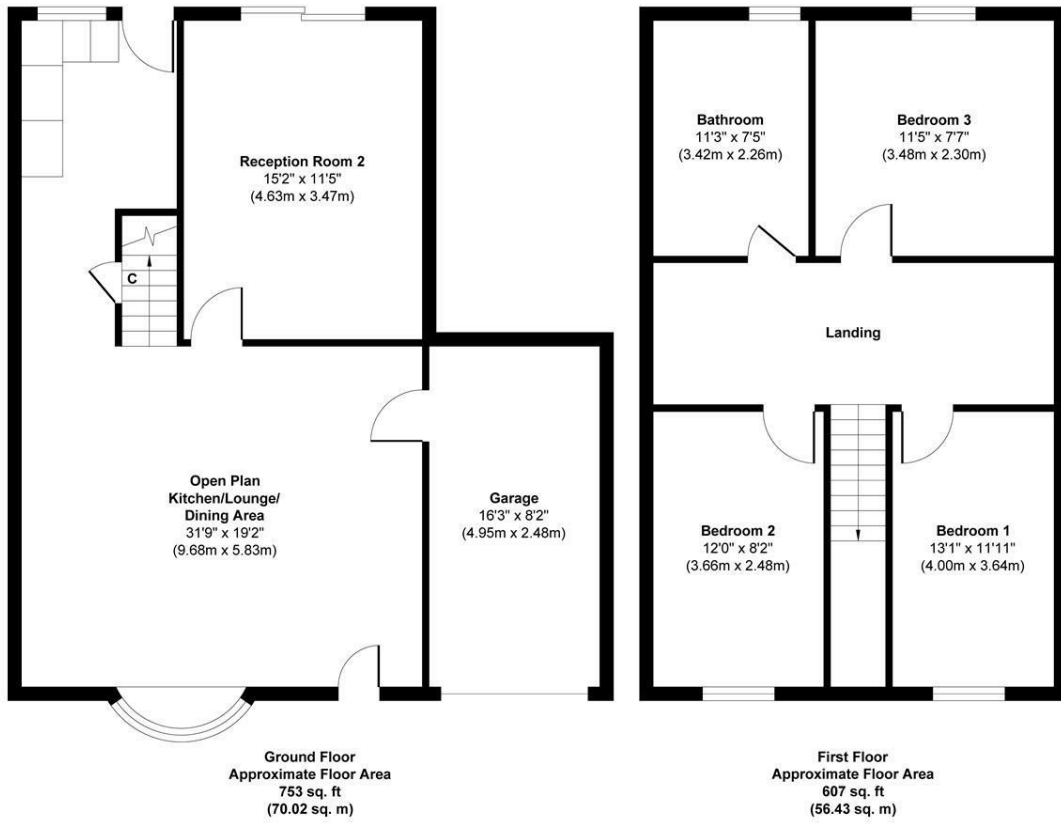 Reception Room 2
15'2" x 11'5"
(4.63m x 3.47m)
C
Open Plan
Kitchen/Lounge/
Dining Area
31'9" x 19'2"
(9.68m x 5.83m)
Garage
16'3" x 8'2"
(4.95m x 2.48m)
Ground Floor
Approximate Floor Area
753 sq. ft
(70.02 sq. m)
Bathroom
11'3" x 7'5"
(3.42m x 2.26m)
Bedroom 3
11'5" x 7'7"
(3.48m x 2.30m)
Landing
Bedroom 2
12'0" x 8'2"
(3.66m x 2.48m)
Bedroom 1
13'1" x 11'11"
(4.00m x 3.64m)
First Floor
Approximate Floor Area
607 sq. ft
(56.43 sq. m)